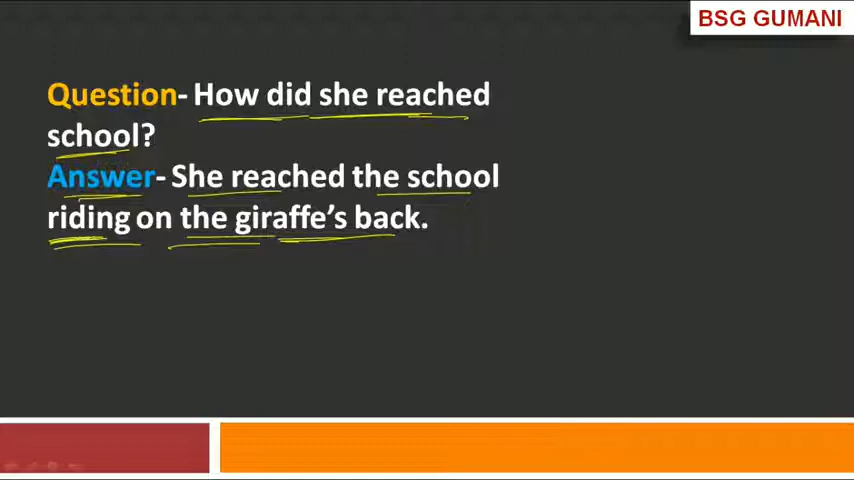 BSG GUMANI
Question- How did she reached
school?
Answer- She reached the school
riding on the giraffe's back.